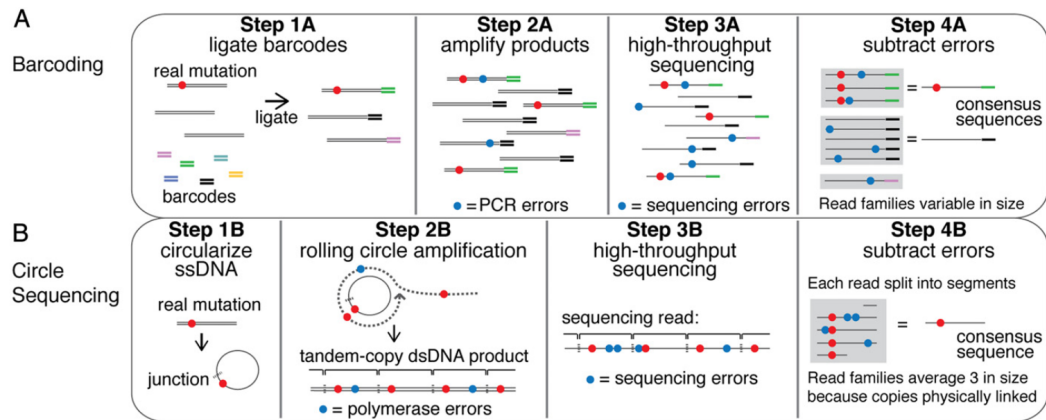 A
Barcoding
Step 1A
ligate barcodes
real mutation
ligate
barcodes
Step 2A
amplify products
= PCR errors
Step 3A
high-throughput
sequencing
= sequencing errors
Step 4A
subtract errors
=
consensus
sequences
=
Read families variable in size
B
Circle
Sequencing
Step 1B
circularize
ssDNA
real mutation
junction
Step 2B
rolling circle amplification
tandem-copy dsDNA product
= polymerase errors
Step 3B
high-throughput
sequencing
sequencing read:
= sequencing errors
Step 4B
subtract errors
Each read split into segments
=
consensus
sequence
Read families average 3 in size
because copies physically linked